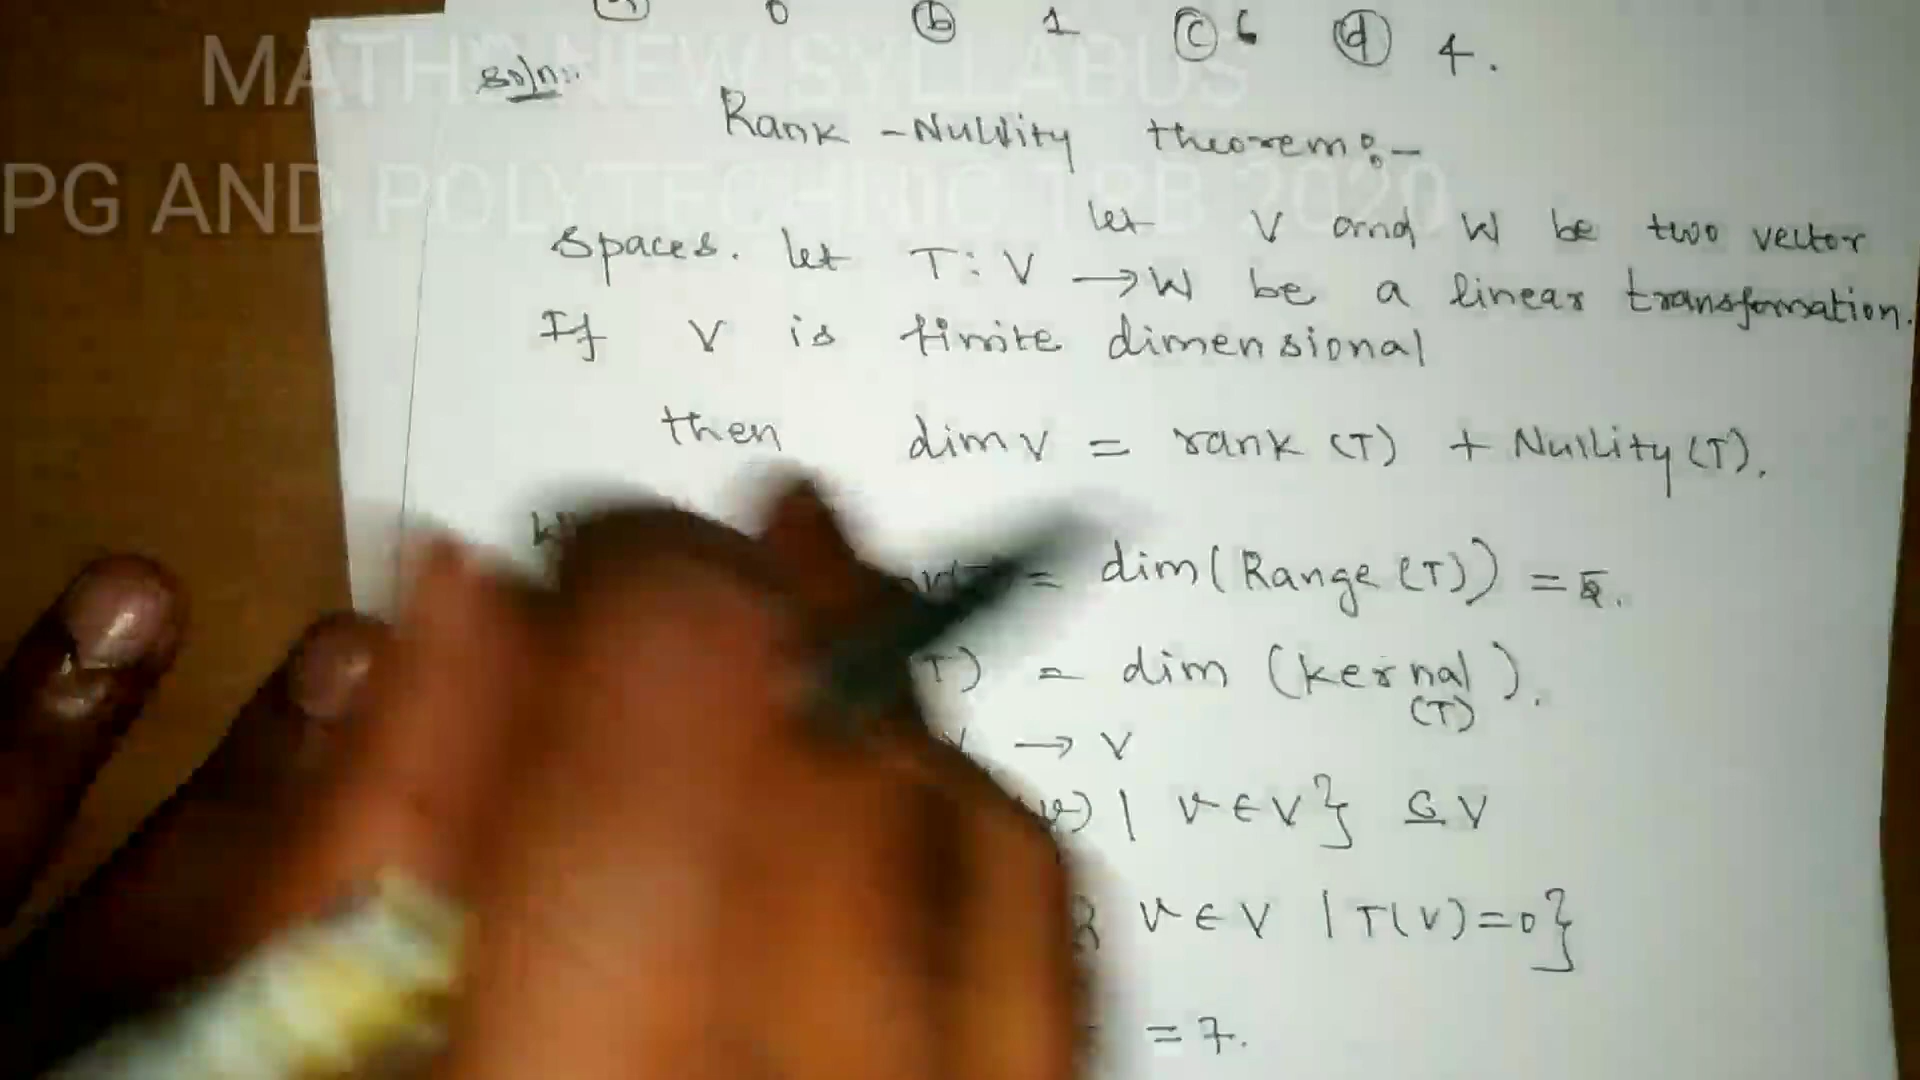 0 (b) 1 (c) 6 (d) 4.
Soln:
MATHS NEW SYLLABUS
Rank - Nullity theorem:-
PG AND POLYTECHNIC TRB 2020
let V and W be two vector
spaces. let T: V → W be a linear transformation.
If V is finite dimensional
then dim V = rank (T) + Nullity (T).
= dim (Range (T)) =
T) = dim (kernal ).
(T)
→ V
) | v ∈ V} ⊆ V
v ∈ V | T(V) = 0}
= 7.